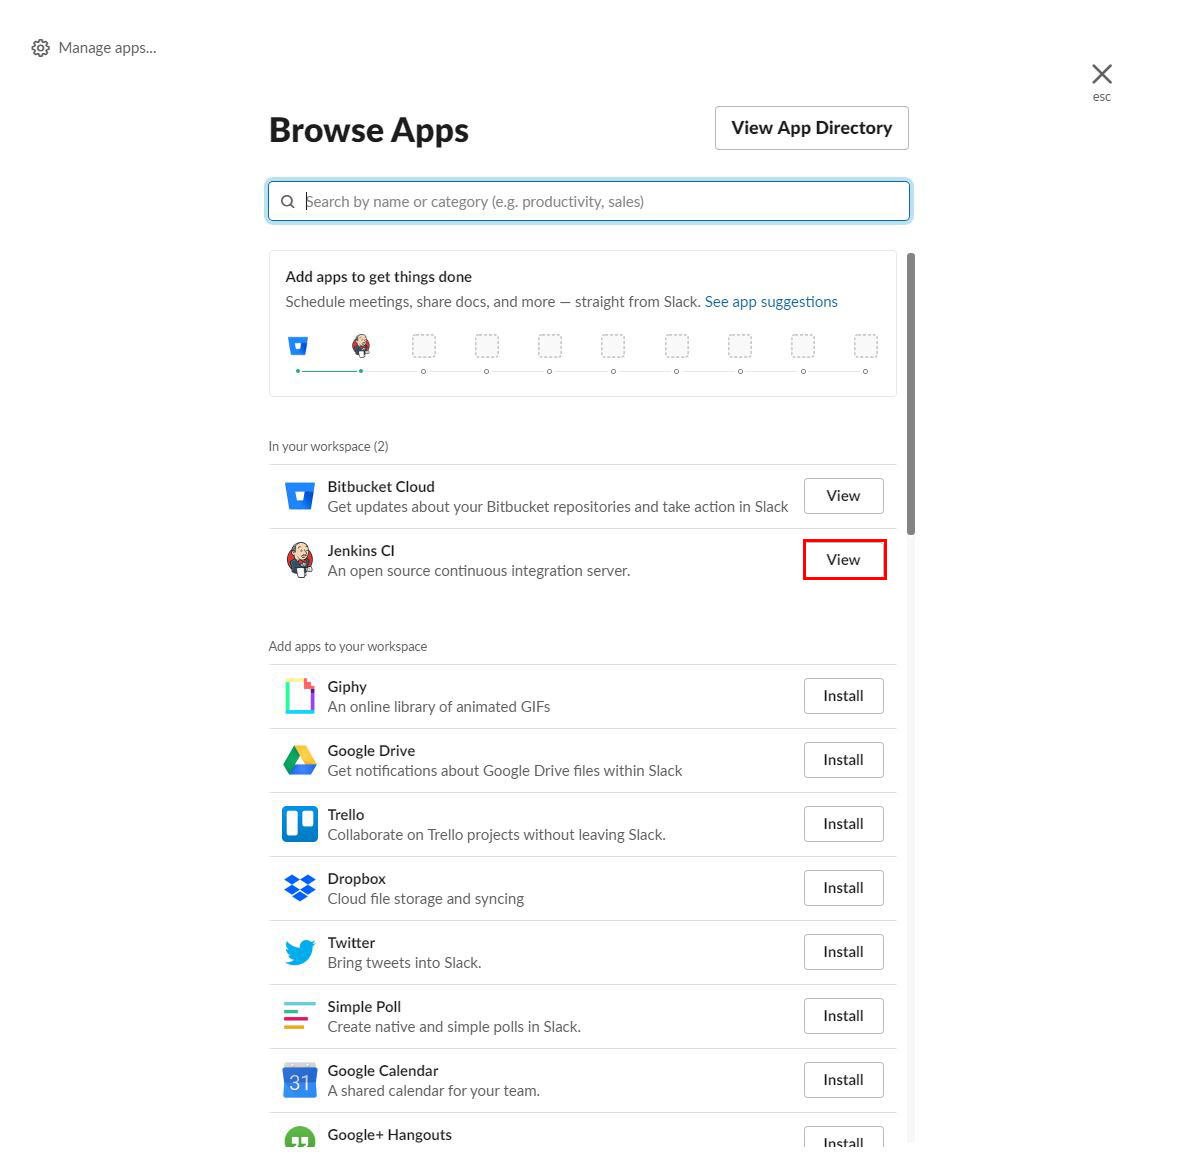 Manage apps...
esc
Browse Apps
View App Directory
Search by name or category (e.g. productivity, sales)
Add apps to get things done
Schedule meetings, share docs, and more — straight from Slack. See app suggestions
In your workspace (2)
Bitbucket Cloud
Get updates about your Bitbucket repositories and take action in Slack
View
Jenkins CI
An open source continuous integration server.
View
Add apps to your workspace
Giphy
An online library of animated GIFs
Install
Google Drive
Get notifications about Google Drive files within Slack
Install
Trello
Collaborate on Trello projects without leaving Slack.
Install
Dropbox
Cloud file storage and syncing
Install
Twitter
Bring tweets into Slack.
Install
Simple Poll
Create native and simple polls in Slack.
Install
31
Google Calendar
A shared calendar for your team.
Install
Google+ Hangouts
Install